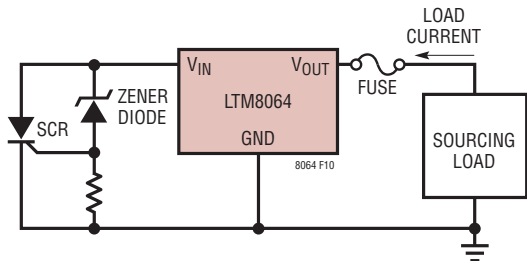 LOAD
CURRENT
VIN
VOUT
FUSE
ZENER
DIODE
LTM8064
SCR
GND
SOURCING
LOAD
8064 F10